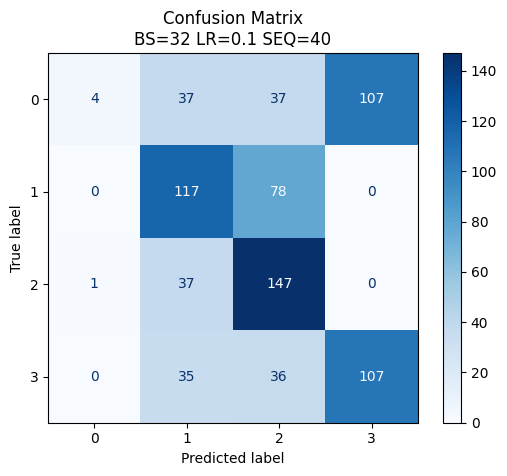 Confusion Matrix
BS=32 LR=0.1 SEQ=40
0 4 37 37 107
1 0 117 78 0
2 1 37 147 0
3 0 35 36 107
0 1 2 3
True label
Predicted label
140
120
100
80
60
40
20
0